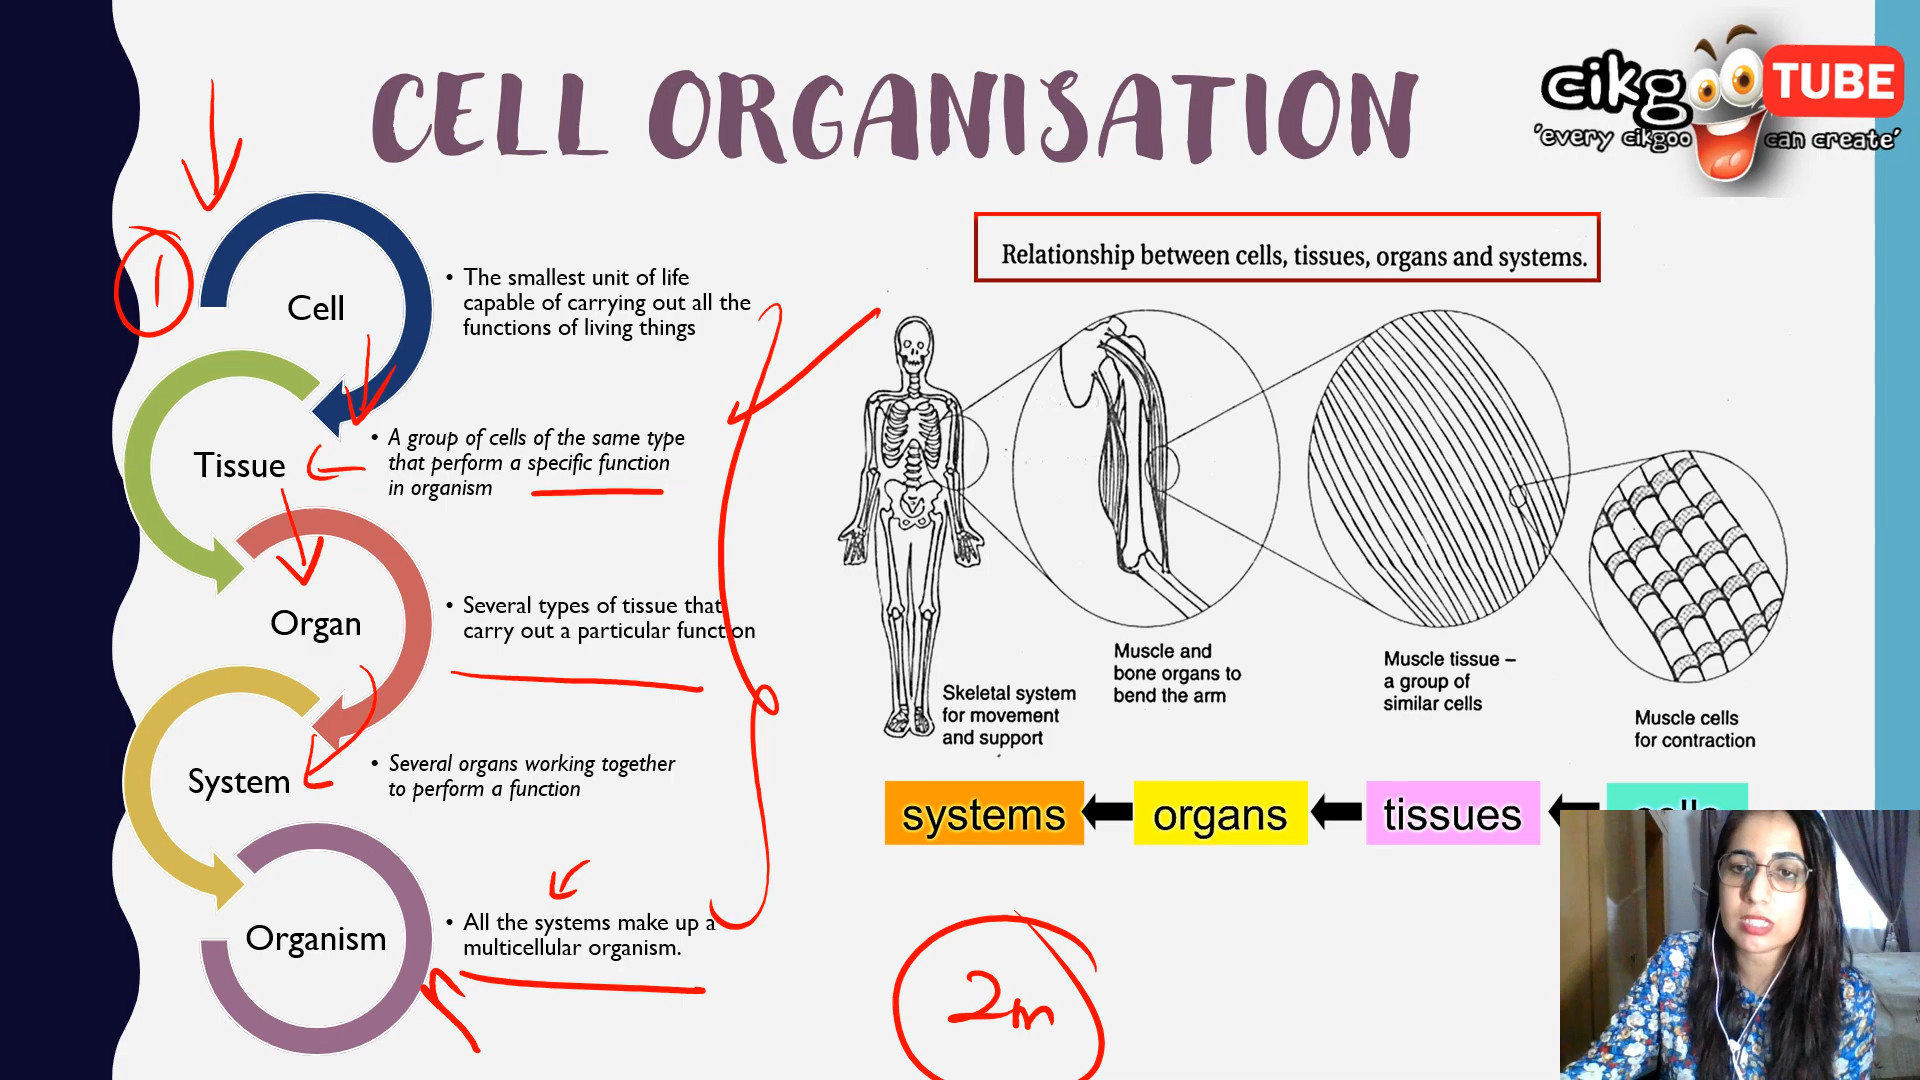 CELL ORGANISATION
cikgoo TUBE
'every cikgoo can create'
1
Cell
• The smallest unit of life
capable of carrying out all the
functions of living things
Tissue
• A group of cells of the same type
that perform a specific function
in organism
Organ
• Several types of tissue that
carry out a particular function
System
• Several organs working together
to perform a function
Organism
• All the systems make up a
multicellular organism.
Relationship between cells, tissues, organs and systems.
Skeletal system
for movement
and support
Muscle and
bone organs to
bend the arm
Muscle tissue –
a group of
similar cells
Muscle cells
for contraction
systems
organs
tissues
cells
2m